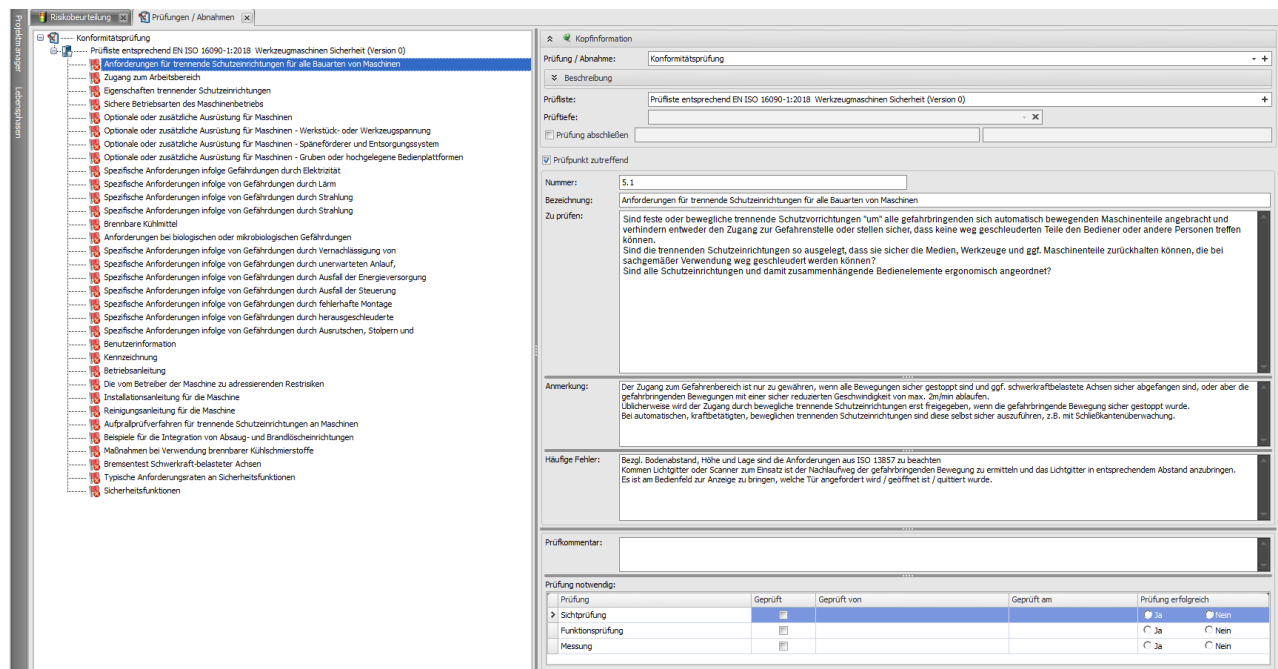 Projektmanager
Lebensphasen
Risikobeurteilung
Prüfungen / Abnahmen
Konformitätsprüfung
Prüfliste entsprechend EN ISO 16090-1:2018 Werkzeugmaschinen Sicherheit (Version 0)
Anforderungen für trennende Schutzeinrichtungen für alle Bauarten von Maschinen
Zugang zum Arbeitsbereich
Eigenschaften trennender Schutzeinrichtungen
Sichere Betriebsarten des Maschinenbetriebs
Optionale oder zusätzliche Ausrüstung für Maschinen
Optionale oder zusätzliche Ausrüstung für Maschinen - Werkstück- oder Werkzeugspannung
Optionale oder zusätzliche Ausrüstung für Maschinen - Späneförderer und Entsorgungssystem
Optionale oder zusätzliche Ausrüstung für Maschinen - Gruben oder hochgelegene Bedienplattformen
Spezifische Anforderungen infolge Gefährdungen durch Elektrizität
Spezifische Anforderungen infolge von Gefährdungen durch Lärm
Spezifische Anforderungen infolge von Gefährdungen durch Strahlung
Spezifische Anforderungen infolge von Gefährdungen durch Strahlung
Brennbare Kühlmittel
Anforderungen bei biologischen oder mikrobiologischen Gefährdungen
Spezifische Anforderungen infolge von Gefährdungen durch Vernachlässigung von
Spezifische Anforderungen infolge von Gefährdungen durch unerwarteten Anlauf,
Spezifische Anforderungen infolge von Gefährdungen durch Ausfall der Energieversorgung
Spezifische Anforderungen infolge von Gefährdungen durch Ausfall der Steuerung
Spezifische Anforderungen infolge von Gefährdungen durch fehlerhafte Montage
Spezifische Anforderungen infolge von Gefährdungen durch herausgeschleuderte
Spezifische Anforderungen infolge von Gefährdungen durch Ausrutschen, Stolpern und
Benutzerinformation
Kennzeichnung
Betriebsanleitung
Die vom Betreiber der Maschine zu adressierenden Restrisiken
Installationsanleitung für die Maschine
Reinigungsanleitung für die Maschine
Aufprallprüfverfahren für trennende Schutzeinrichtungen an Maschinen
Beispiele für die Integration von Absaug- und Brandlöscheinrichtungen
Maßnahmen bei Verwendung brennbarer Kühlschmierstoffe
Bremsentest Schwerkraft-belasteter Achsen
Typische Anforderungsraten an Sicherheitsfunktionen
Sicherheitsfunktionen
Kopfinformation
Prüfung / Abnahme: Konformitätsprüfung
Beschreibung
Prüfliste: Prüfliste entsprechend EN ISO 16090-1:2018 Werkzeugmaschinen Sicherheit (Version 0)
Prüftiefe:
Prüfung abschließen
Prüfpunkt zutreffend
Nummer: 5.1
Bezeichnung: Anforderungen für trennende Schutzeinrichtungen für alle Bauarten von Maschinen
Zu prüfen: Sind feste oder bewegliche trennende Schutzvorrichtungen "um" alle gefahrbringenden sich automatisch bewegenden Maschinenteile angebracht und
verhindern entweder den Zugang zur Gefahrenstelle oder stellen sicher, dass keine weg geschleuderten Teile den Bediener oder andere Personen treffen
können.
Sind die trennenden Schutzeinrichtungen so ausgelegt, dass sie sicher die Medien, Werkzeuge und ggf. Maschinenteile zurückhalten können, die bei
sachgemäßer Verwendung weg geschleudert werden können?
Sind alle Schutzeinrichtungen und damit zusammenhängende Bedienelemente ergonomisch angeordnet?
Anmerkung: Der Zugang zum Gefahrenbereich ist nur zu gewähren, wenn alle Bewegungen sicher gestoppt sind und ggf. schwerkraftbelastete Achsen sicher abgefangen sind, oder aber die
gefahrbringenden Bewegungen mit einer sicher reduzierten Geschwindigkeit von max. 2m/min ablaufen.
Üblicherweise wird der Zugang durch bewegliche trennende Schutzeinrichtungen erst freigegeben, wenn die gefahrbringende Bewegung sicher gestoppt wurde.
Bei automatischen, kraftbetätigten, beweglichen trennenden Schutzeinrichtungen sind diese selbst sicher auszuführen, z.B. mit Schließkantenüberwachung.
Häufige Fehler: Bezgl. Bodenabstand, Höhe und Lage sind die Anforderungen aus ISO 13857 zu beachten
Kommen Lichtgitter oder Scanner zum Einsatz ist der Nachlaufweg der gefahrbringenden Bewegung zu ermitteln und das Lichtgitter in entsprechendem Abstand anzubringen.
Es ist am Bedienfeld zur Anzeige zu bringen, welche Tür angefordert wird / geöffnet ist / quittiert wurde.
Prüfkommentar:
Prüfung notwendig:
Prüfung Geprüft Geprüft von Geprüft am Prüfung erfolgreich
Sichtprüfung Ja Nein
Funktionsprüfung Ja Nein
Messung Ja Nein